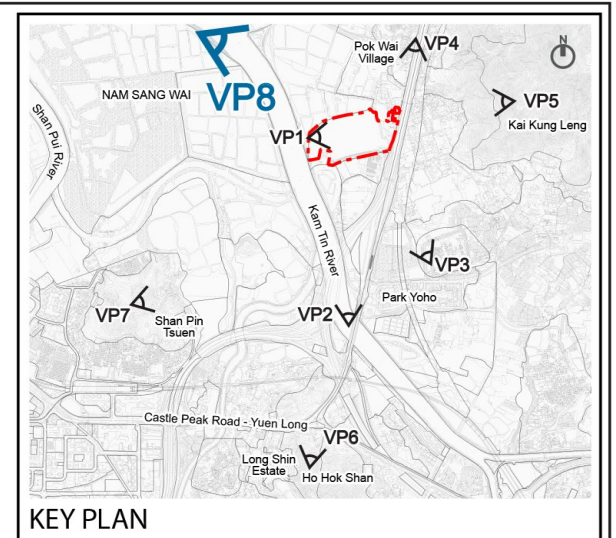 Pok Wai
Village
VP4
N
VP8
NAM SANG WAI
VP5
Kai Kung Leng
VP1
Shan Pui River
Kam Tin River
VP3
Park Yoho
VP7
Shan Pin
Tsuen
VP2
Castle Peak Road - Yuen Long
VP6
Long Shin
Estate
Ho Hok Shan
KEY PLAN